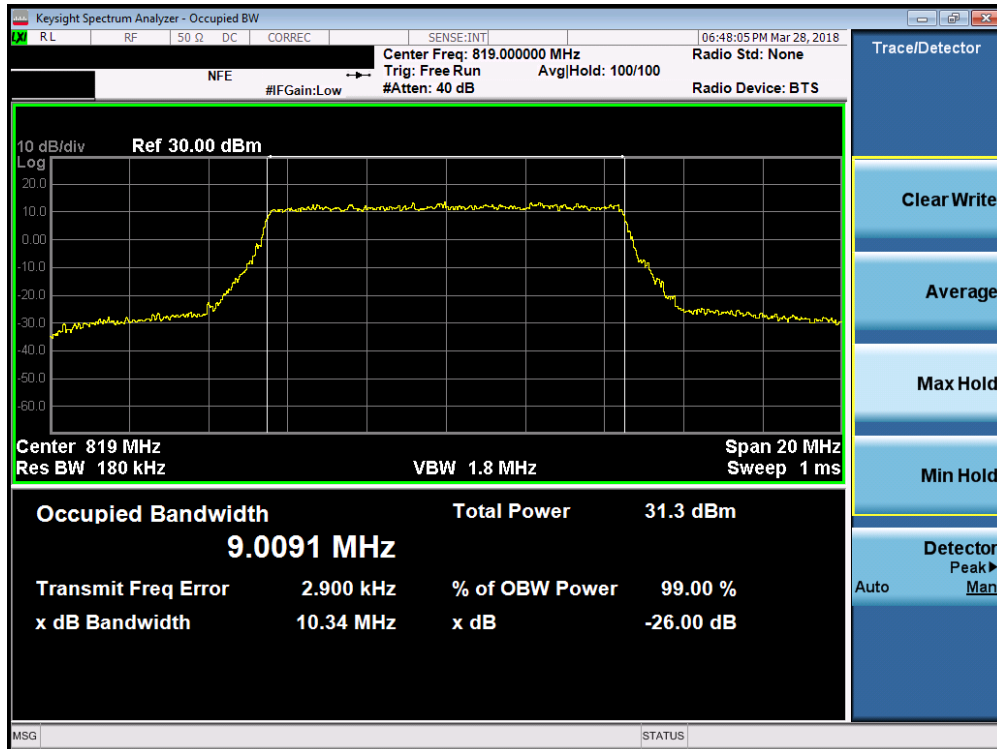 Keysight Spectrum Analyzer - Occupied BW
LXI RL RF 50 Ω DC CORREC SENSE:INT 06:48:05 PM Mar 28, 2018
Center Freq: 819.000000 MHz Radio Std: None
NFE Trig: Free Run Avg|Hold: 100/100
#IFGain:Low #Atten: 40 dB Radio Device: BTS
10 dB/div Ref 30.00 dBm
Log
20.0
10.0
0.00
-10.0
-20.0
-30.0
-40.0
-50.0
-60.0
Center 819 MHz Span 20 MHz
Res BW 180 kHz VBW 1.8 MHz Sweep 1 ms
Occupied Bandwidth Total Power 31.3 dBm
9.0091 MHz
Transmit Freq Error 2.900 kHz % of OBW Power 99.00 %
x dB Bandwidth 10.34 MHz x dB -26.00 dB
MSG STATUS
Trace/Detector
Clear Write
Average
Max Hold
Min Hold
Detector
Peak▶
Auto Man